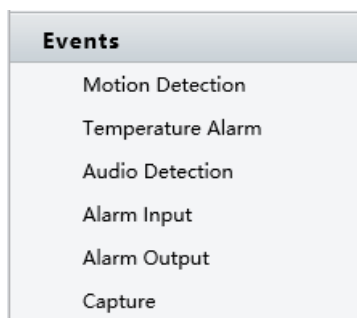 Events
Motion Detection
Temperature Alarm
Audio Detection
Alarm Input
Alarm Output
Capture